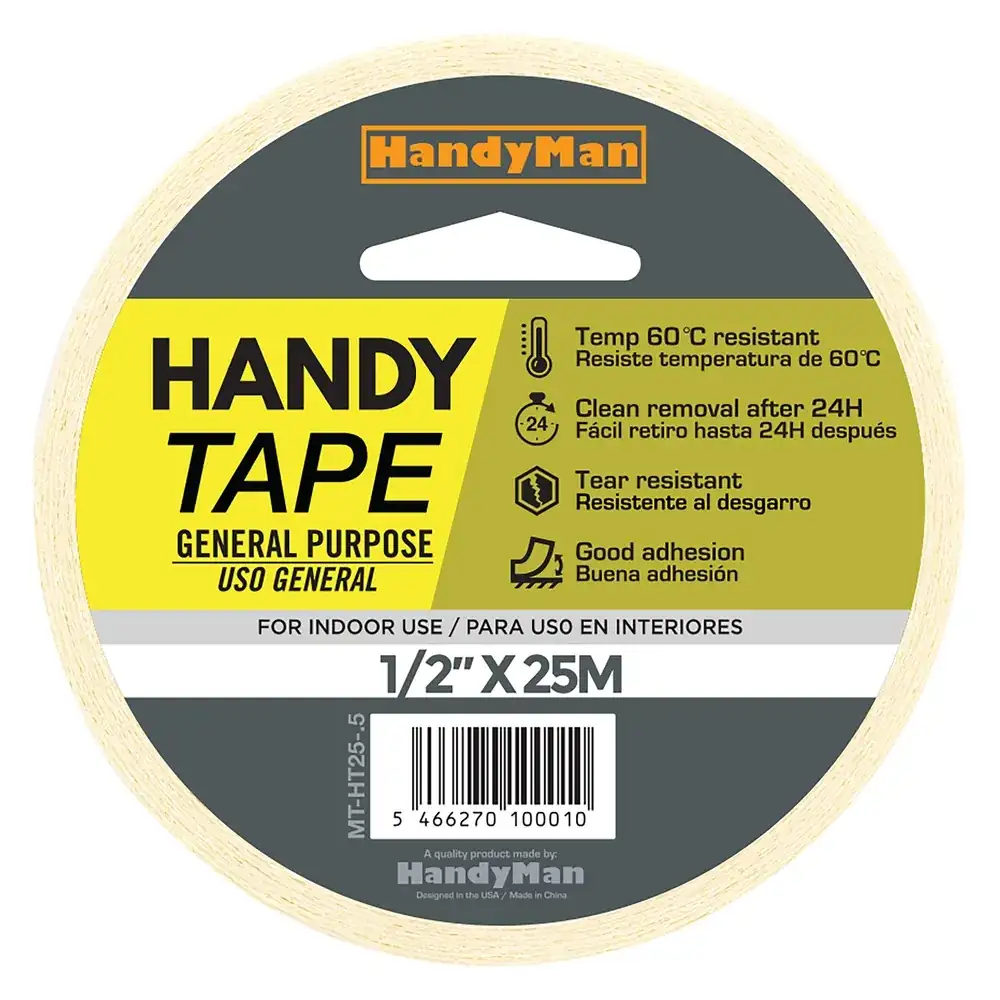 HandyMan
HANDY
TAPE
GENERAL PURPOSE
USO GENERAL
Temp 60°C resistant
Resiste temperatura de 60°C
Clean removal after 24H
Fácil retiro hasta 24H después
24
Tear resistant
Resistente al desgarro
Good adhesion
Buena adhesión
FOR INDOOR USE / PARA USO EN INTERIORES
1/2" X 25M
MT-HT25-.5
5 466270 100010
A quality product made by:
HandyMan
Designed in the USA / Made in China